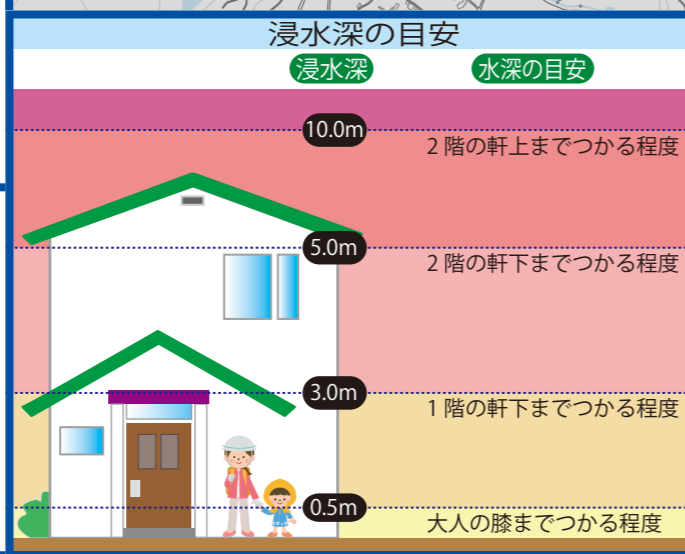 浸水深の目安
浸水深 水深の目安
10.0m
2階の軒上までつかる程度
5.0m
2階の軒下までつかる程度
3.0m
1階の軒下までつかる程度
0.5m
大人の膝までつかる程度